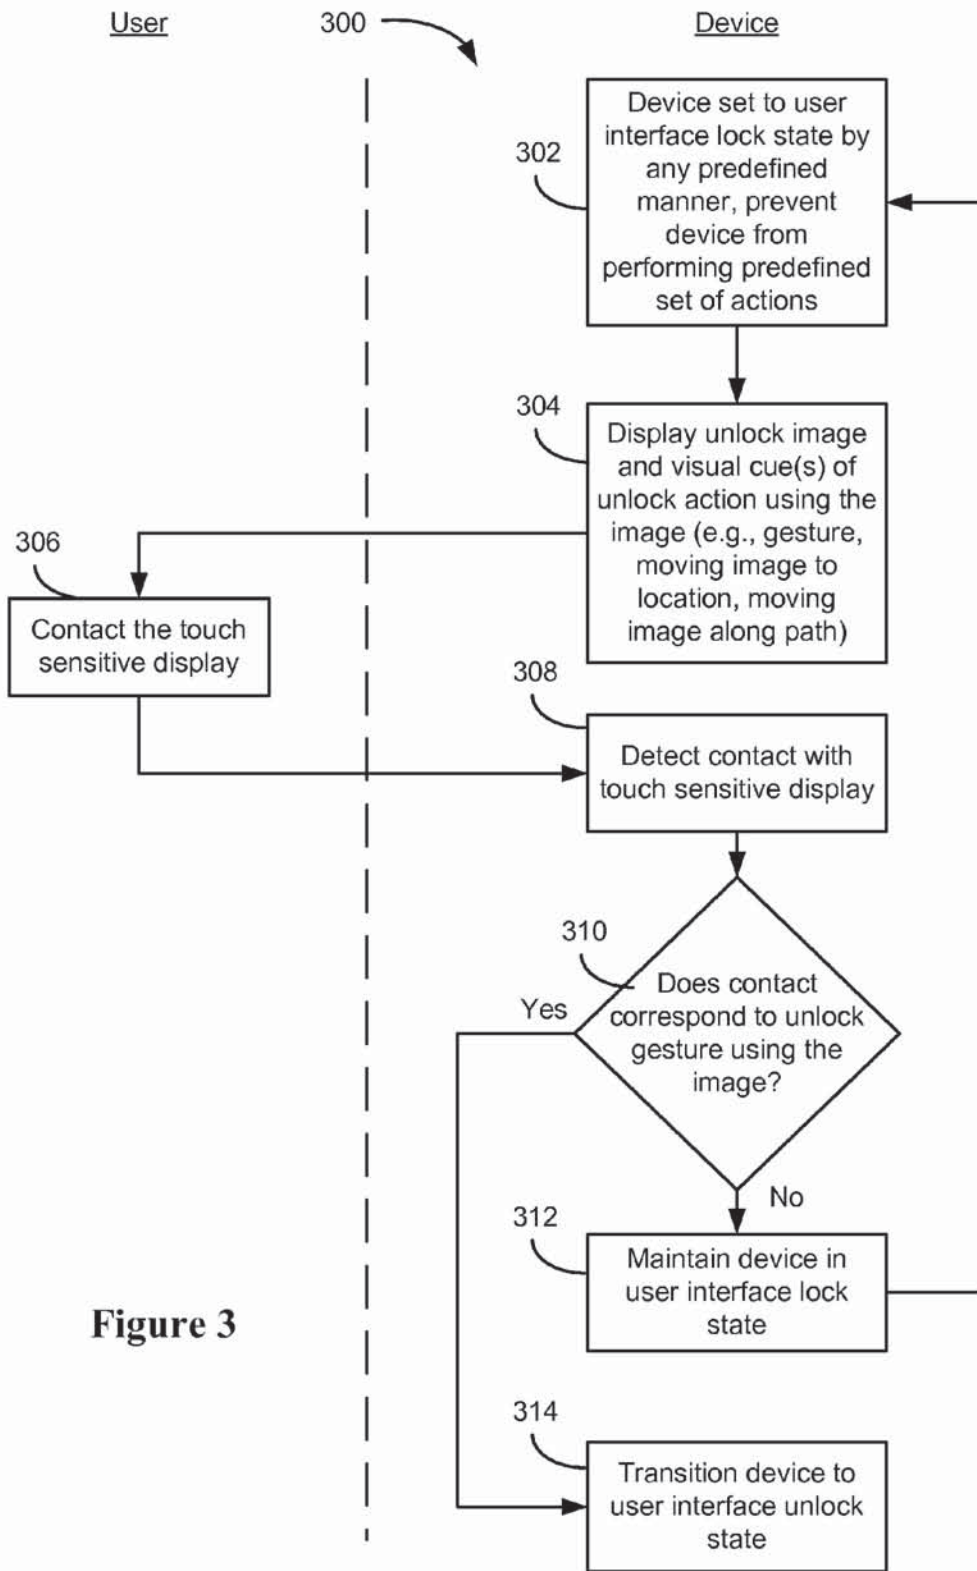 User
300
Device
302
Device set to user
interface lock state by
any predefined
manner, prevent
device from
performing predefined
set of actions
304
Display unlock image
and visual cue(s) of
unlock action using the
image (e.g., gesture,
moving image to
location, moving
image along path)
306
Contact the touch
sensitive display
308
Detect contact with
touch sensitive display
310
Does contact
correspond to unlock
gesture using the
image?
Yes
No
312
Maintain device in
user interface lock
state
Figure 3
314
Transition device to
user interface unlock
state